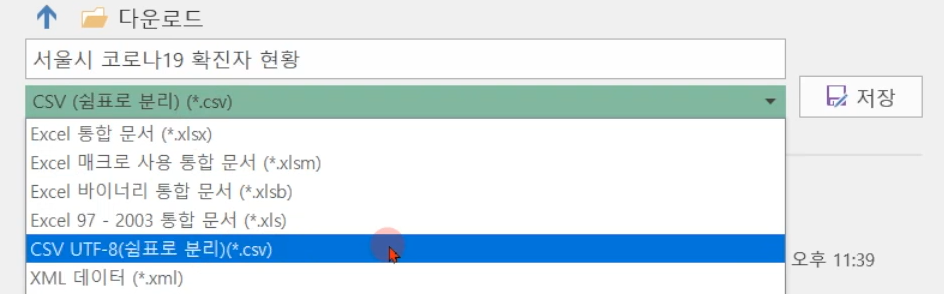 다운로드
서울시 코로나19 확진자 현황
CSV (쉼표로 분리) (*.csv)
저장
Excel 통합 문서 (*.xlsx)
Excel 매크로 사용 통합 문서 (*.xlsm)
Excel 바이너리 통합 문서 (*.xlsb)
Excel 97 - 2003 통합 문서 (*.xls)
CSV UTF-8(쉼표로 분리)(*.csv)
오후 11:39
XML 데이터 (*.xml)